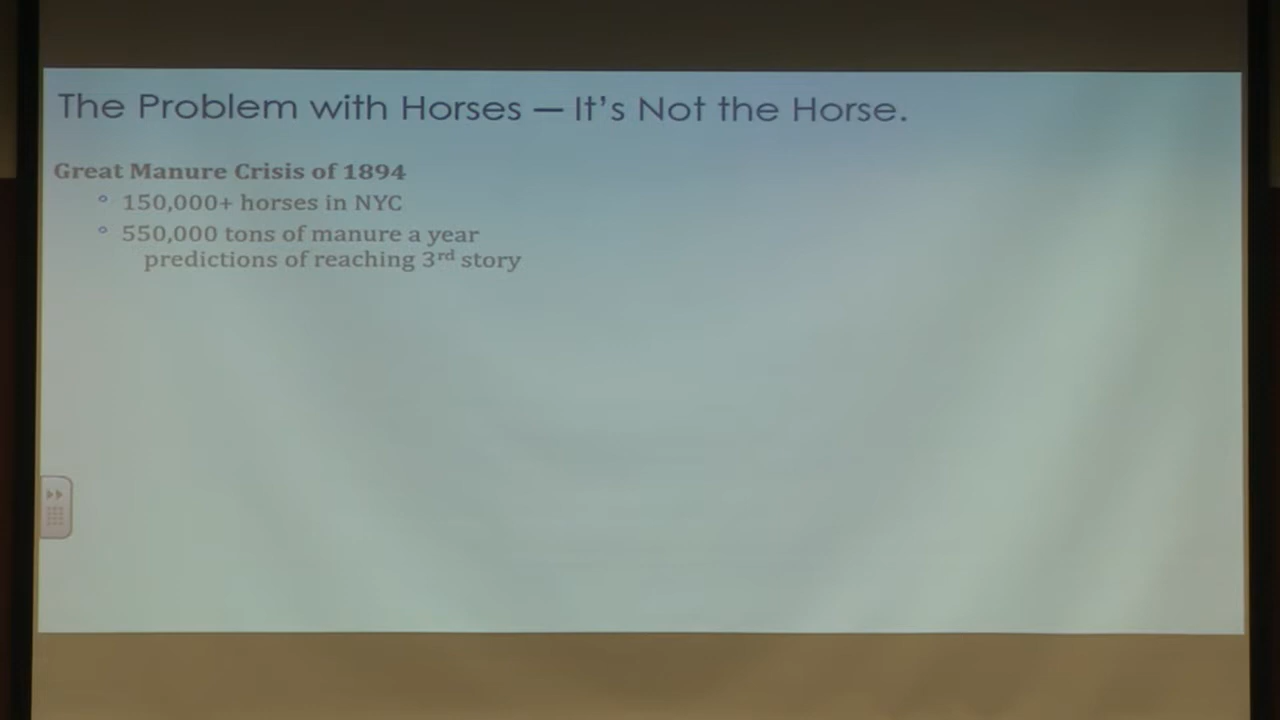 The Problem with Horses — It's Not the Horse.
Great Manure Crisis of 1894
° 150,000+ horses in NYC
° 550,000 tons of manure a year
predictions of reaching 3rd story